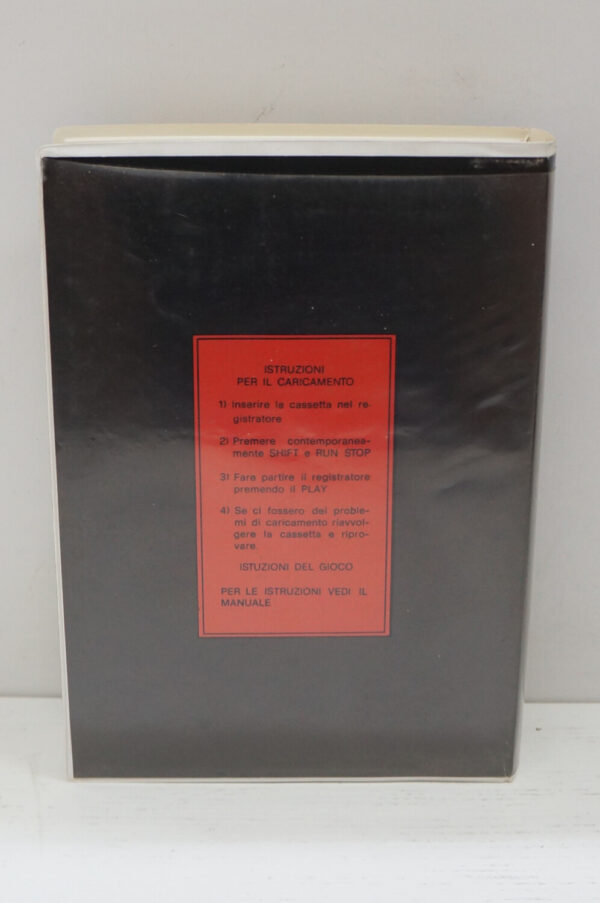 ISTRUZIONI
PER IL CARICAMENTO
1) Inserire la cassetta nel re-
gistratore
2) Premere contemporanea-
mente SHIFT e RUN STOP
3) Fare partire il registratore
premendo il PLAY
4) Se ci fossero dei proble-
mi di caricamento riavvol-
gere la cassetta e ripro-
vare.
ISTUZIONI DEL GIOCO
PER LE ISTRUZIONI VEDI IL
MANUALE